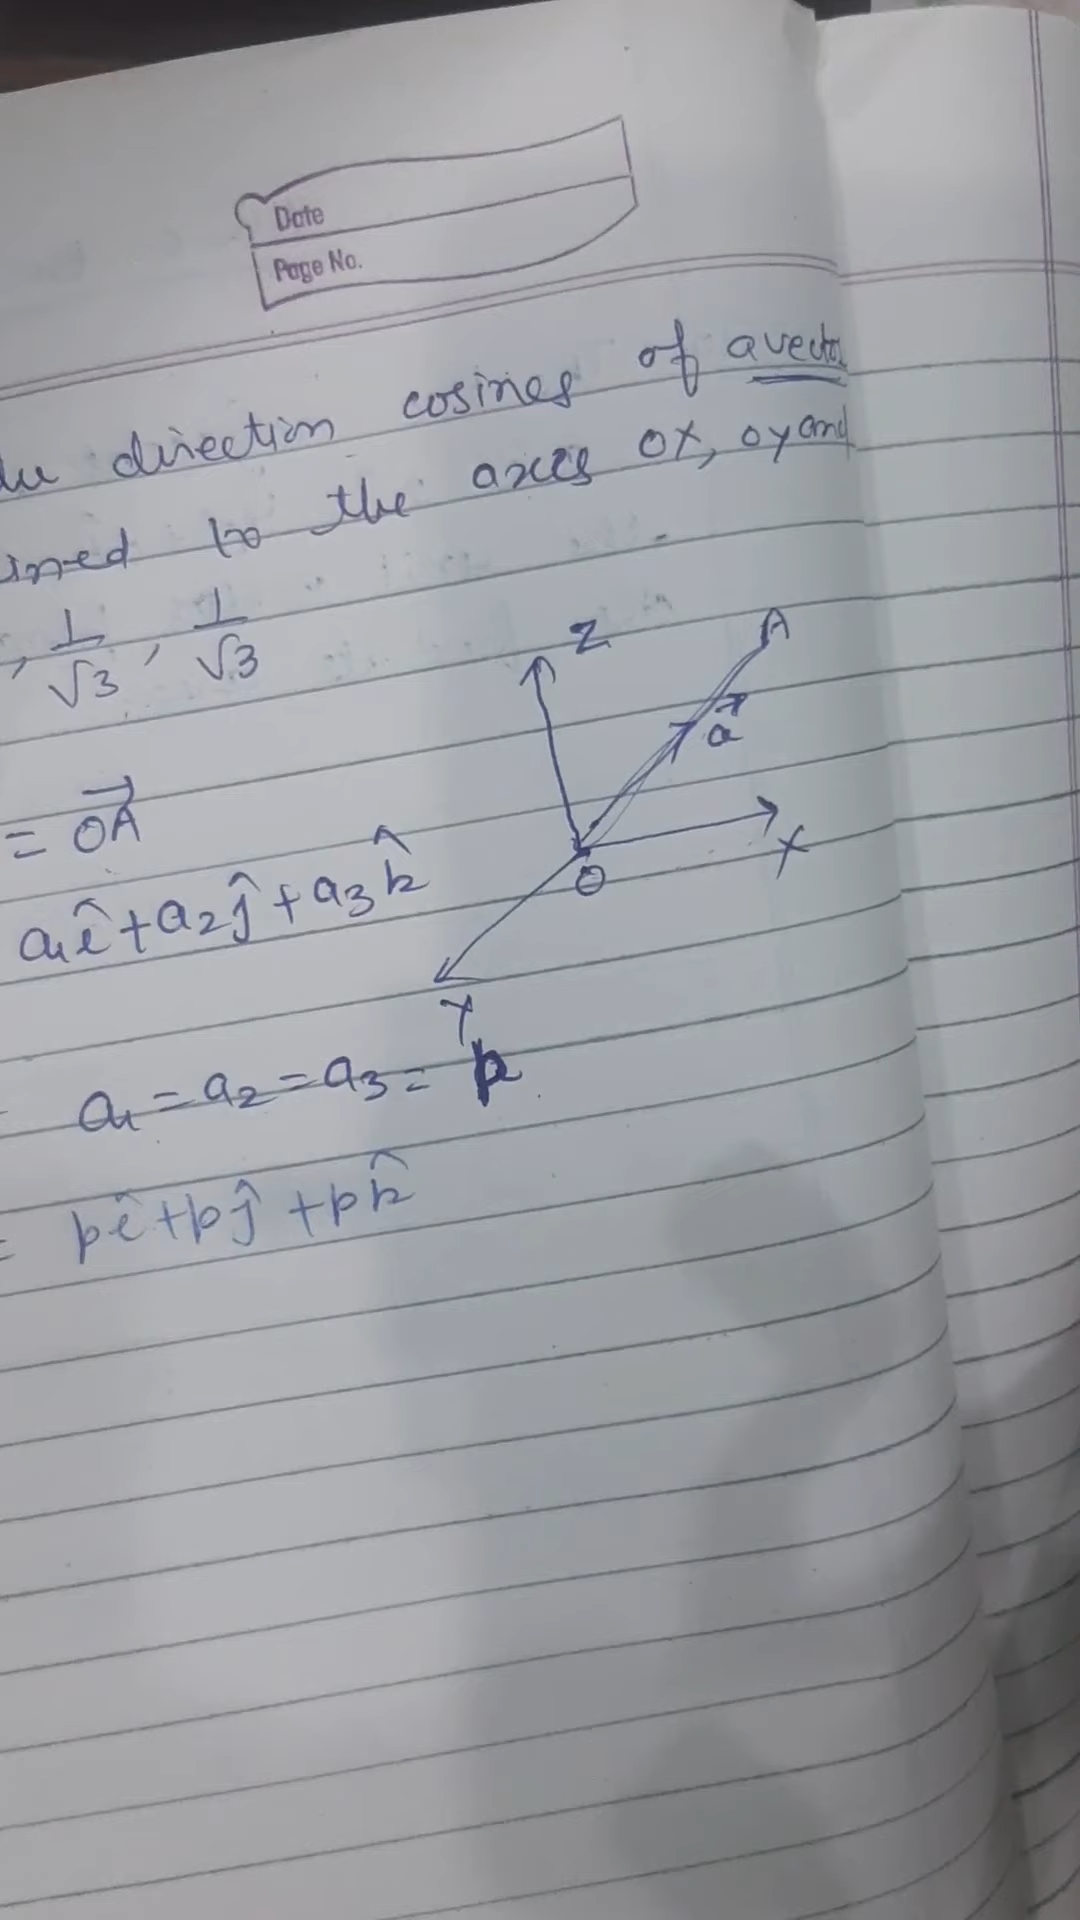 Date
Page No.
direction cosines of a vector
to the axes OX, OY and
, 1/√3, 1/√3
Z
A
a⃗
= O⃗A
X
O
a₁î + a₂ĵ + a₃k̂
Y
a₁ = a₂ = a₃ = p
= pî + pĵ + pk̂